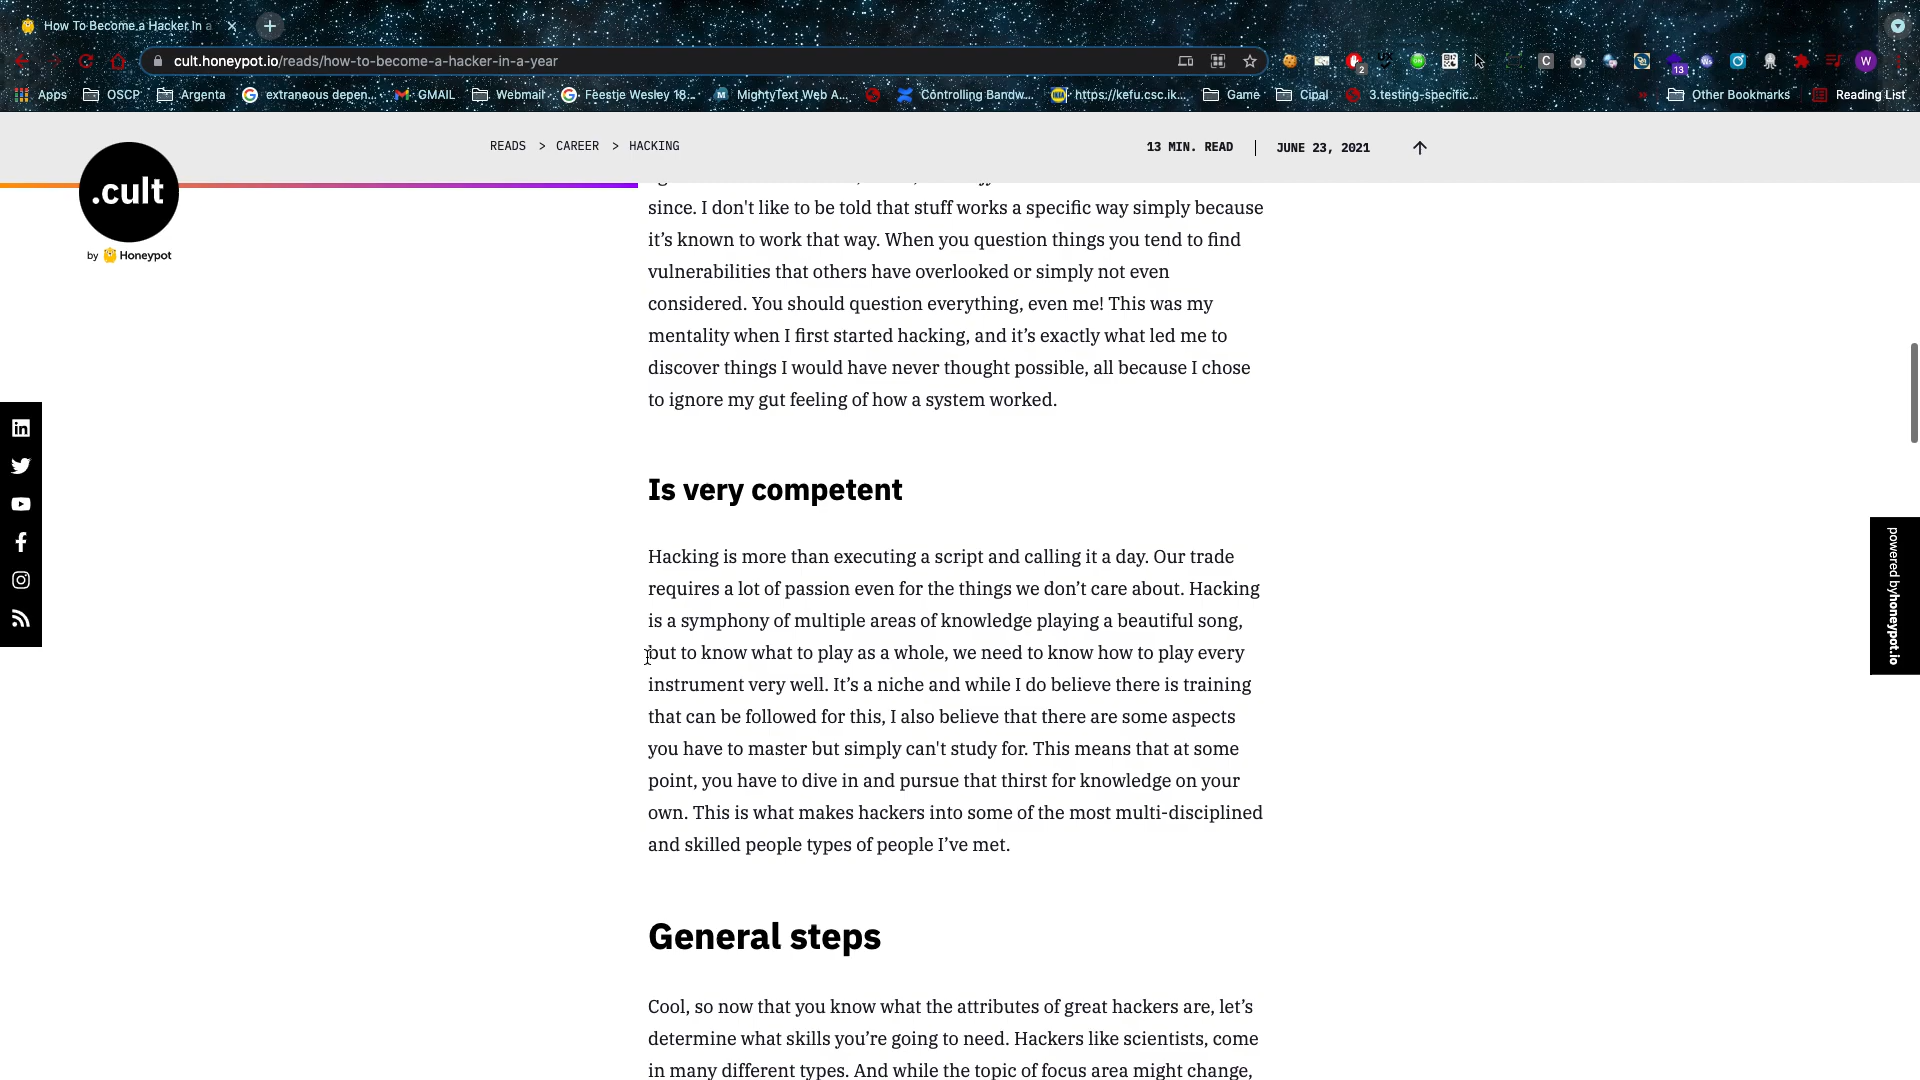 How To Become a Hacker In a
cult.honeypot.io/reads/how-to-become-a-hacker-in-a-year
2
13
C
W
Apps
OSCP
Argenta
extraneous depen...
GMAIL
Webmail
Feestje Wesley 18:...
MightyText Web A...
Controlling Bandw...
https://kefu.csc.ik...
Game
Cipal
3.testing-specific...
»
Other Bookmarks
Reading List
READS > CAREER > HACKING
13 MIN. READ | JUNE 23, 2021
.cult
by Honeypot
since. I don't like to be told that stuff works a specific way simply because
it’s known to work that way. When you question things you tend to find
vulnerabilities that others have overlooked or simply not even
considered. You should question everything, even me! This was my
mentality when I first started hacking, and it’s exactly what led me to
discover things I would have never thought possible, all because I chose
to ignore my gut feeling of how a system worked.
Is very competent
Hacking is more than executing a script and calling it a day. Our trade
requires a lot of passion even for the things we don’t care about. Hacking
is a symphony of multiple areas of knowledge playing a beautiful song,
but to know what to play as a whole, we need to know how to play every
instrument very well. It’s a niche and while I do believe there is training
that can be followed for this, I also believe that there are some aspects
you have to master but simply can't study for. This means that at some
point, you have to dive in and pursue that thirst for knowledge on your
own. This is what makes hackers into some of the most multi-disciplined
and skilled people types of people I’ve met.
General steps
Cool, so now that you know what the attributes of great hackers are, let’s
determine what skills you’re going to need. Hackers like scientists, come
in many different types. And while the topic of focus area might change,
powered byhoneypot.io